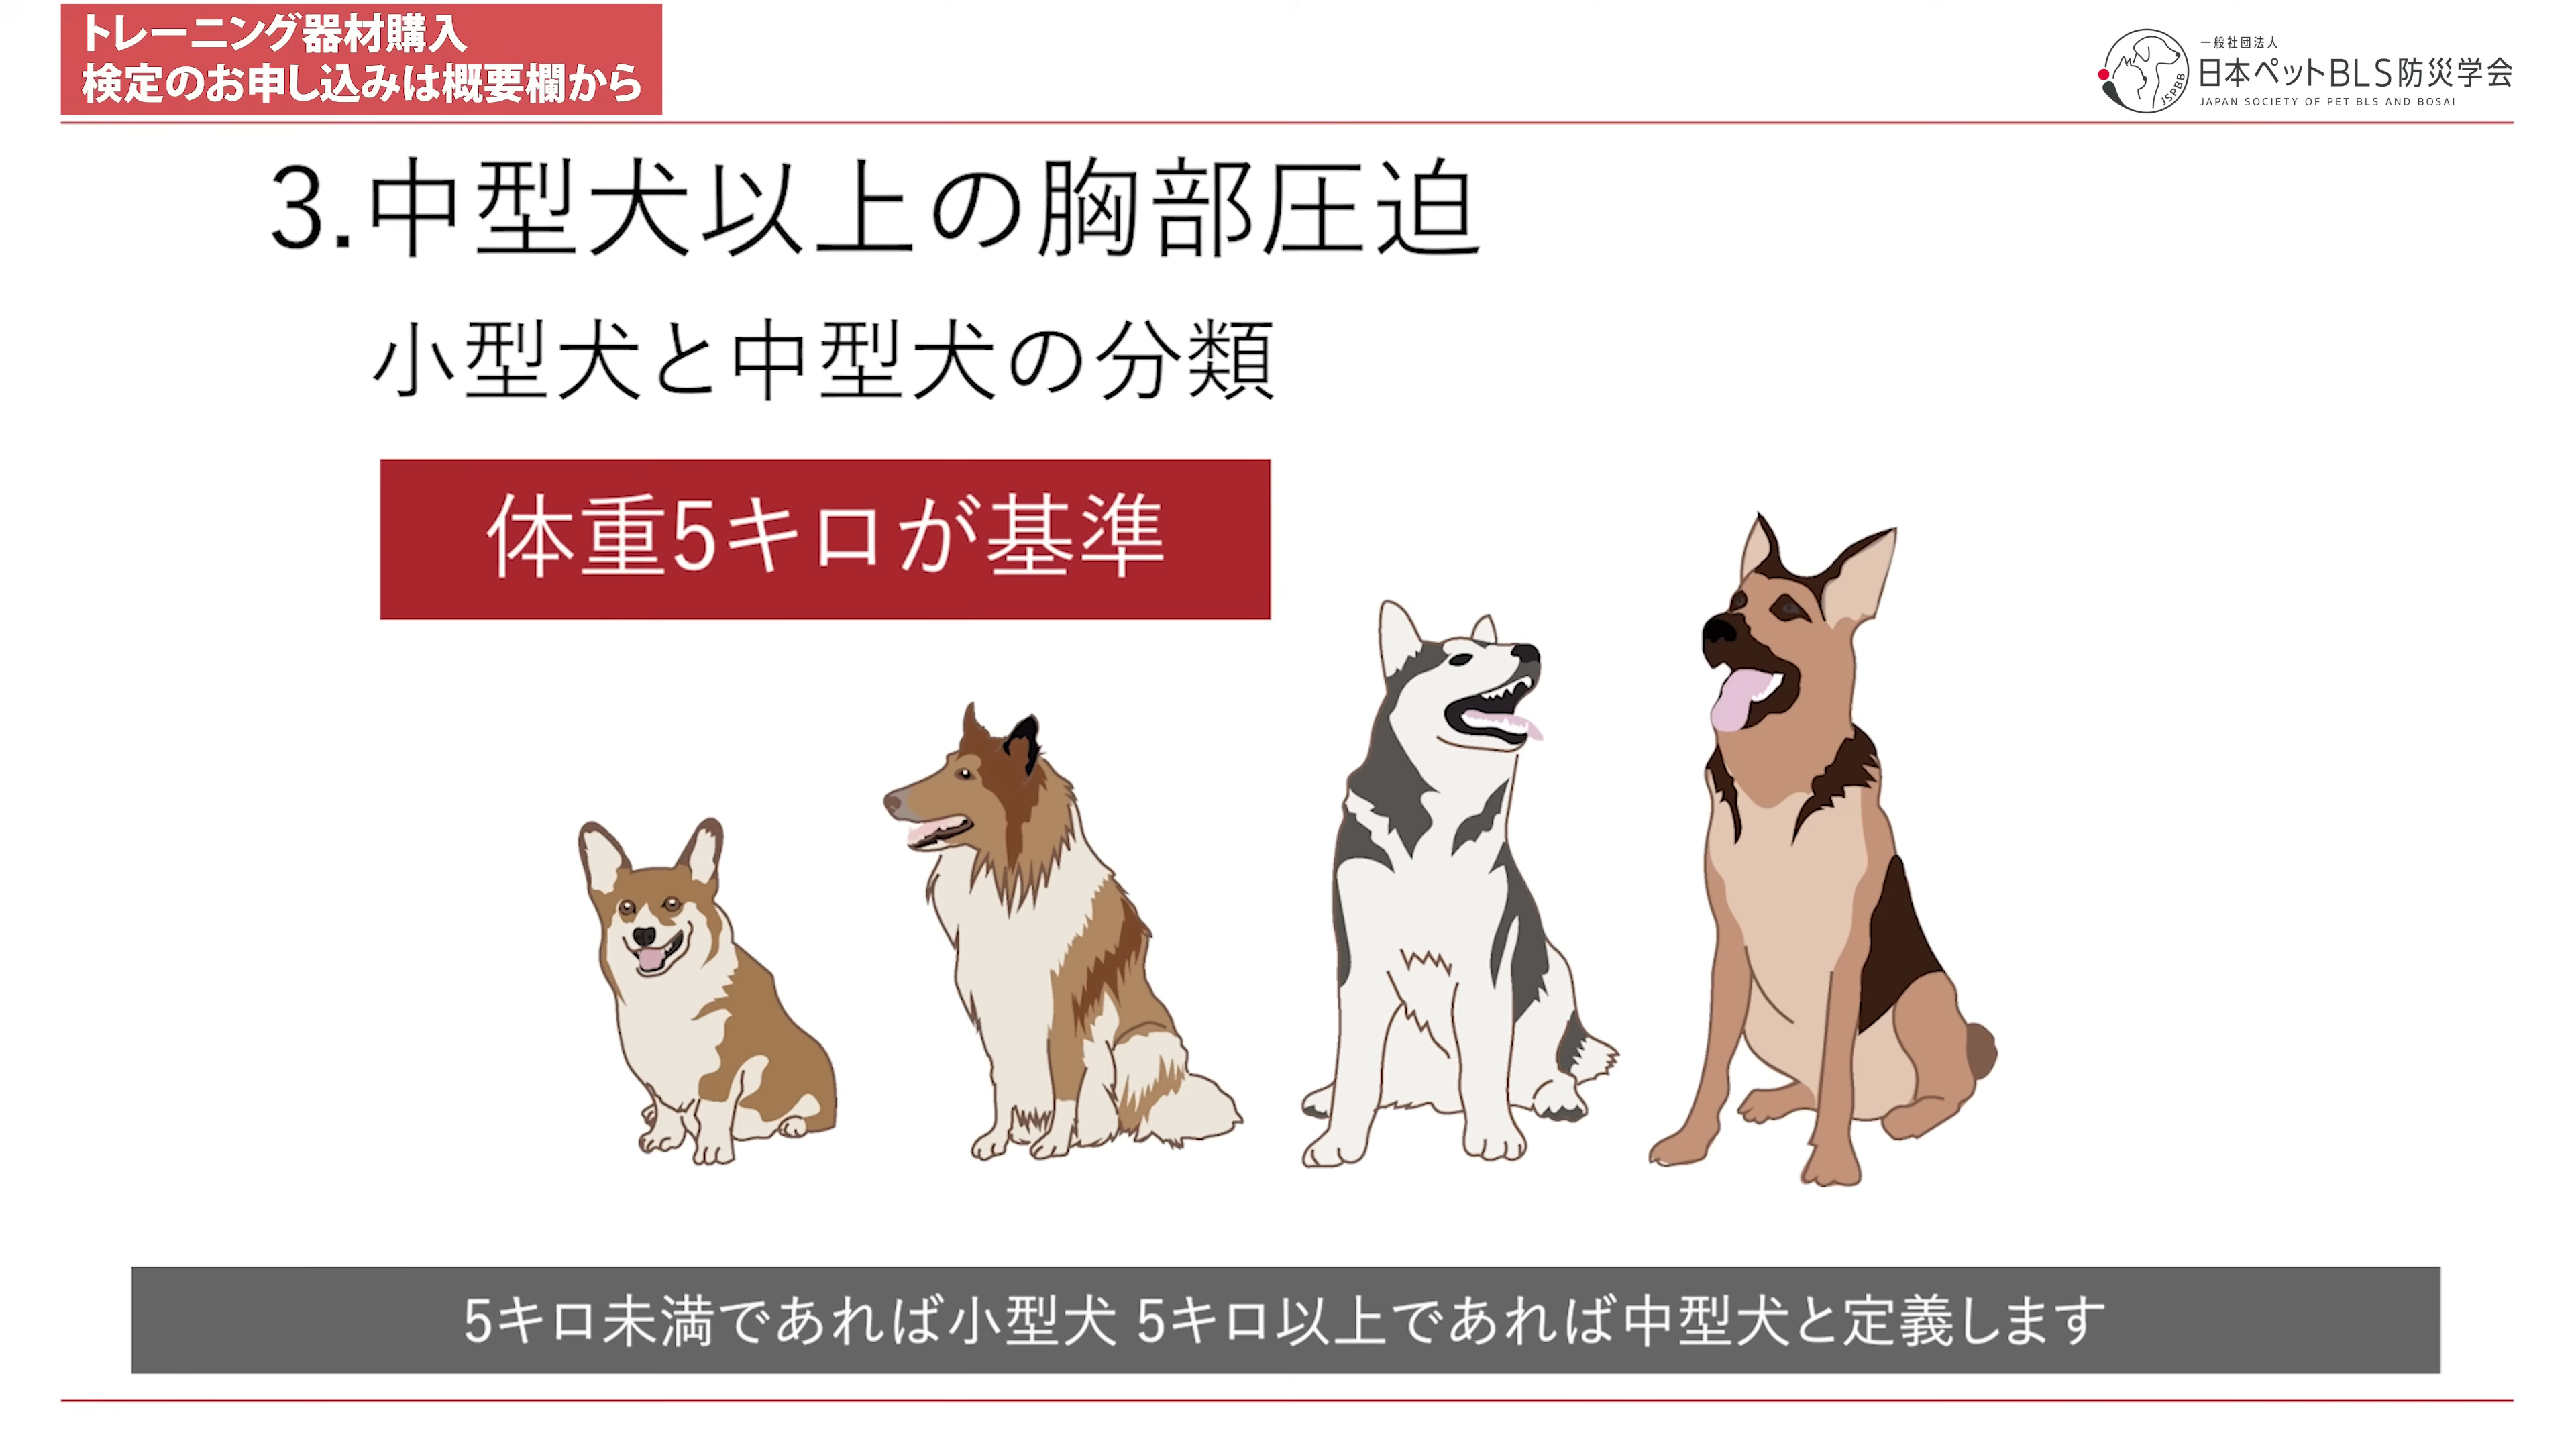 トレーニング器材購入
検定のお申し込みは概要欄から
一般社団法人
日本ペットBLS防災学会
JAPAN SOCIETY OF PET BLS AND BOSAI
JSPBB
3.中型犬以上の胸部圧迫
小型犬と中型犬の分類
体重5キロが基準
5キロ未満であれば小型犬 5キロ以上であれば中型犬と定義します